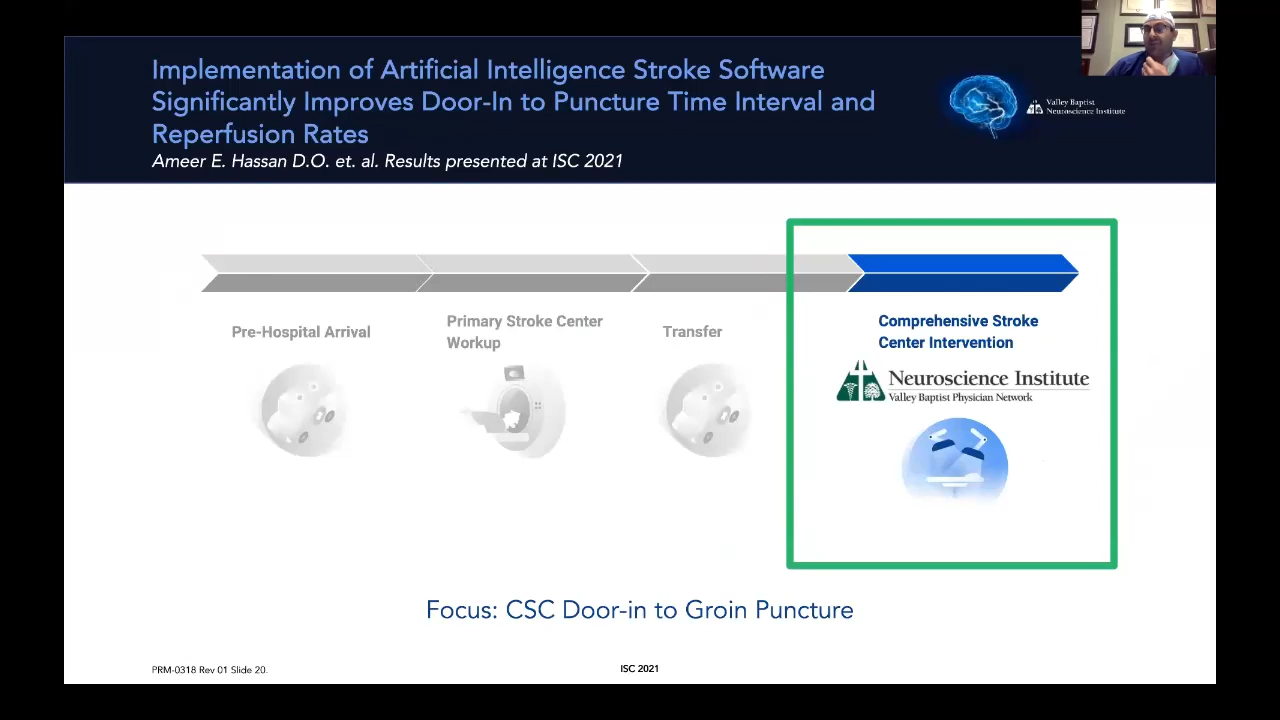 Implementation of Artificial Intelligence Stroke Software
Significantly Improves Door-In to Puncture Time Interval and
Reperfusion Rates
Ameer E. Hassan D.O. et. al. Results presented at ISC 2021
Valley Baptist
Neuroscience Institute
Pre-Hospital Arrival
Primary Stroke Center
Workup
Transfer
Comprehensive Stroke
Center Intervention
Neuroscience Institute
Valley Baptist Physician Network
Focus: CSC Door-in to Groin Puncture
PRM-0318 Rev 01 Slide 20.
ISC 2021